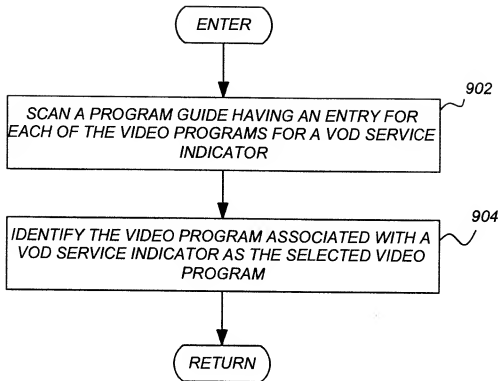 ENTER
902
SCAN A PROGRAM GUIDE HAVING AN ENTRY FOR
EACH OF THE VIDEO PROGRAMS FOR A VOD SERVICE
INDICATOR
904
IDENTIFY THE VIDEO PROGRAM ASSOCIATED WITH A
VOD SERVICE INDICATOR AS THE SELECTED VIDEO
PROGRAM
RETURN